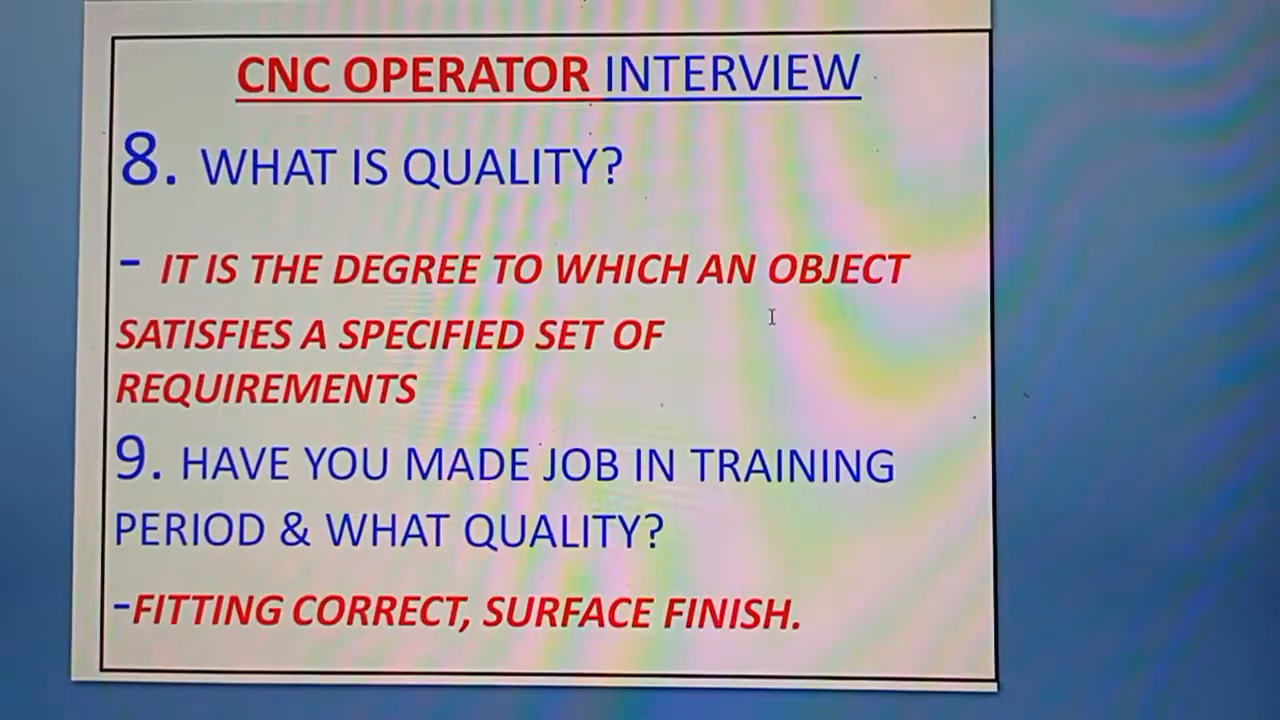 CNC OPERATOR INTERVIEW
8. WHAT IS QUALITY?
- IT IS THE DEGREE TO WHICH AN OBJECT
SATISFIES A SPECIFIED SET OF
REQUIREMENTS
9. HAVE YOU MADE JOB IN TRAINING
PERIOD & WHAT QUALITY?
-FITTING CORRECT, SURFACE FINISH.